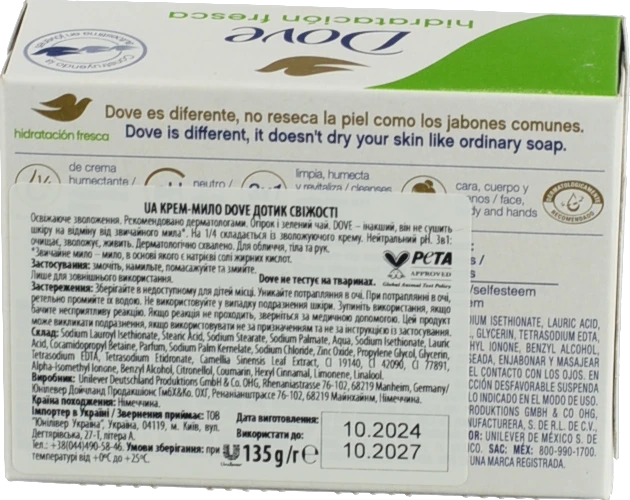 hidratación fresca
Dove
Construyendo la
autoestima en
Dove es diferente, no reseca la piel como los jabones comunes.
hidratación fresca
Dove is different, it doesn't dry your skin like ordinary soap.
de crema
humectante /
neutro /
limpia, humecta
y revitaliza / cleanses
cara, cuerpo y
nos / face,
dy and hands
DERMATOLÓGICAMENTE
RECOMENDADO
UA КРЕМ-МИЛО DOVE ДОТИК СВІЖОСТІ
Освіжаюче зволоження. Рекомендовано дерматологами. Огірок і зелений чай. DOVE – інакший, він не сушить
шкіру на відміну від звичайного мила*. На 1/4 складається із зволожуючого крему. Нейтральний pH. 3в1:
очищає, зволожує, живить. Дерматологічно схвалено. Для обличчя, тіла та рук.
*Звичайне мило – мило, в основі якого є натрієві солі жирних кислот.
Застосування: змочіть, намильте, помасажуйте та змийте.
Лише для зовнішнього використання. Dove не тестує на тваринах.
PETA
APPROVED
Global Animal Test Policy
Застереження: Зберігайте в недоступному для дітей місці. Уникайте потрапляння в очі. При потраплянні в очі,
ретельно промийте їх водою. Не використовуйте у випадку подразнення шкіри. Зупиніть використання, якщо
бачите несприятливу реакцію. Якщо реакція не проходить, зверніться за медичною допомогою. Цей продукт
може викликати подразнення, якщо використовувати не за призначенням та не за інструкцією із застосування.
Склад: Sodium Lauroyl Isethionate, Stearic Acid, Sodium Stearate, Sodium Palmate, Aqua, Sodium Isethionate, Lauric
Acid, Cocamidopropyl Betaine, Parfum, Sodium Palm Kernelate, Sodium Chloride, Zinc Oxide, Propylene Glycol, Glycerin,
Tetrasodium EDTA, Tetrasodium Etidronate, Camellia Sinensis Leaf Extract, CI 19140, CI 42090, CI 77891,
Alpha-Isomethyl Ionone, Benzyl Alcohol, Citronellol, Coumarin, Hexyl Cinnamal, Limonene, Linalool.
Виробник: Unilever Deutschland Produktions GmbH & Co. OHG, Rhenaniastrasse 76-102, 68219 Manheim, Germany/
Юнілевер Дойчланд Продакшіонс ГмбХ&Ко. ОХГ, Ренаніаштрассе 76-102, 68219 Манхайм, Німеччина.
Країна походження: Німеччина.
Імпортер в Україні / Звернення приймає: ТОВ
"Юнілівер Україна", Україна, 04119, м. Київ, вул.
Дегтярівська, 27-Т, літера А.
Тел.: +38(044)490-58-46. Умови зберігання: при
температурі від +0°C до +25°C.
135 g/г
Дата виготовлення:
Використати до:
10.2024
10.2027
/selfesteem
UM ISETHIONATE, LAURIC ACID,
L, GLYCERIN, TETRASODIUM EDTA,
HYL IONONE, BENZYL ALCOHOL,
SEADA, ENJABONAR Y MASAJEAR
L CONTACTO CON LOS OJOS. EN
CCIÓN DESFAVORABLE SUSPENDA
LO INDICADO EN EL MODO DE USO.
RODUKTIONS GMBH & CO OHG,
NUFACTURERA, S. DE R.L. DE C.V.,
OR: UNILEVER DE MÉXICO S. DE
ICO. SAC: MÉX: 800-990-1700.
UNA MARCA REGISTRADA.